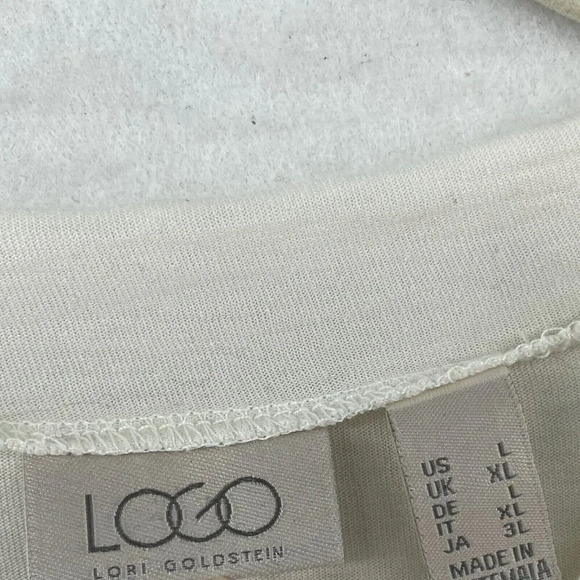 LOGO
LORI GOLDSTEIN
US L
UK XL
DE L
IT XL
JA 3L
MADE IN